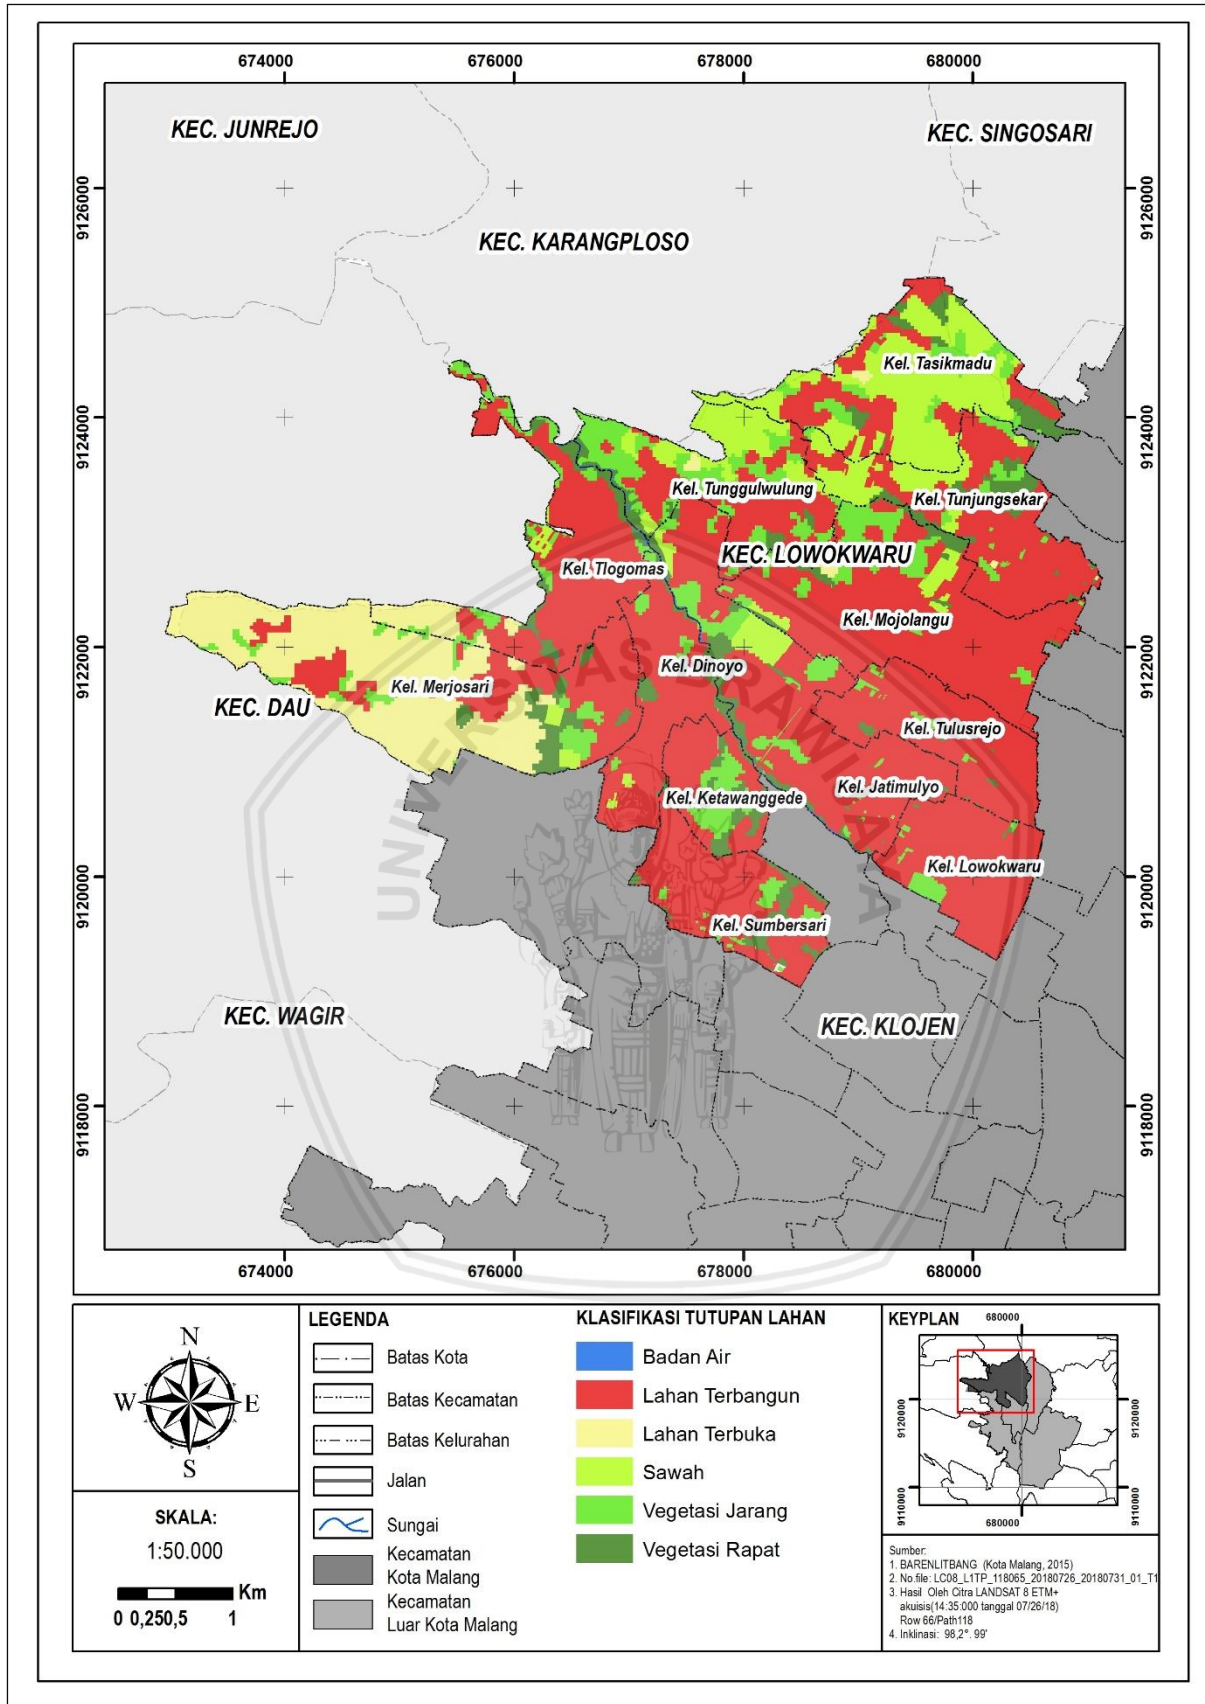 674000 676000 678000 680000
KEC. JUNREJO
KEC. SINGOSARI
9126000 9126000
KEC. KARANGPLOSO
Kel. Tasikmadu
9124000 9124000
Kel. Tunggulwulung
Kel. Tunjungsekar
KEC. LOWOKWARU
Kel. Tlogomas
Kel. Mojolangu
9122000 9122000
Kel. Dinoyo
Kel. Merjosari
KEC. DAU
Kel. Tulusrejo
Kel. Jatimulyo
Kel. Ketawanggede
Kel. Lowokwaru
9120000 9120000
Kel. Sumbersari
UNIVERSITAS BRAWIJAYA
KEC. WAGIR
KEC. KLOJEN
9118000 9118000
674000 676000 678000 680000
N
W E
S
SKALA:
1:50.000
Km
0 0,250,5 1
LEGENDA
Batas Kota
Batas Kecamatan
Batas Kelurahan
Jalan
Sungai
Kecamatan
Kota Malang
Kecamatan
Luar Kota Malang
KLASIFIKASI TUTUPAN LAHAN
Badan Air
Lahan Terbangun
Lahan Terbuka
Sawah
Vegetasi Jarang
Vegetasi Rapat
KEYPLAN
680000
9120000 9120000
9110000 9110000
680000
Sumber:
1. BARENLITBANG (Kota Malang, 2015)
2. No.file: LC08_L1TP_118065_20180726_20180731_01_T1
3. Hasil Oleh Citra LANDSAT 8 ETM+
akuisis(14:35:000 tanggal 07/26/18)
Row 66/Path118
4. Inklinasi: 98,2°. 99'